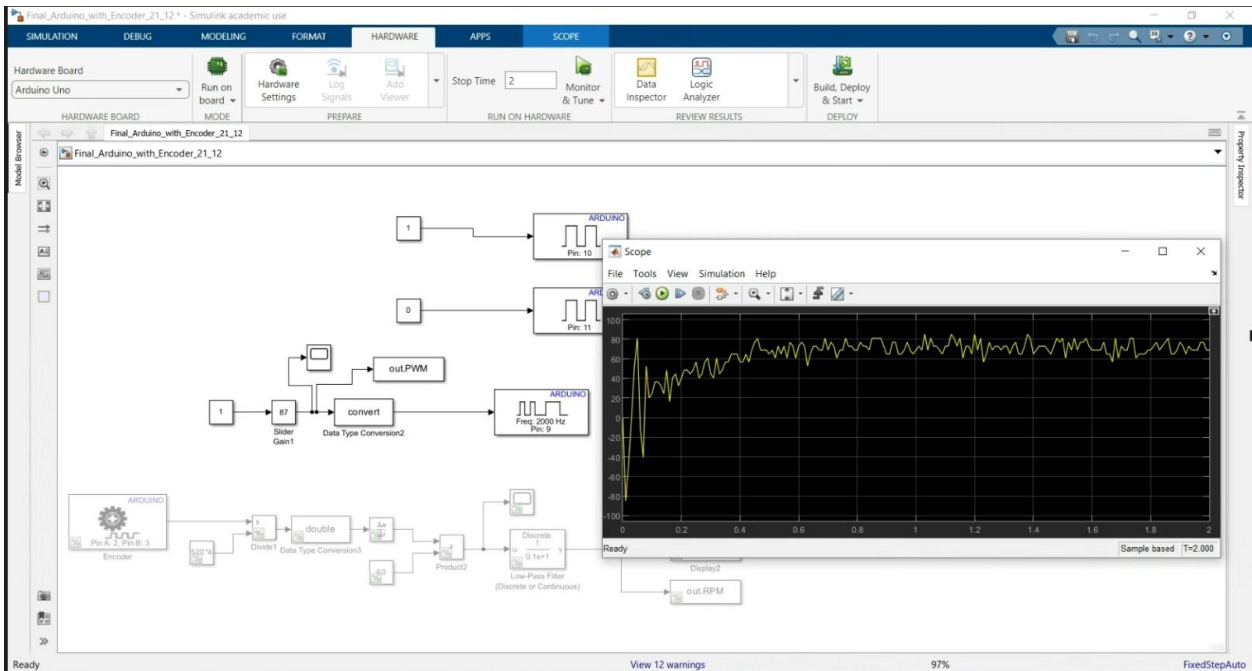 Final_Arduino_with_Encoder_21_12 * - Simulink academic use
SIMULATION DEBUG MODELING FORMAT HARDWARE APPS SCOPE
Hardware Board
Arduino Uno
Run on board
Hardware Settings
Log Signals
Add Viewer
Stop Time 2
Monitor & Tune
Data Inspector
Logic Analyzer
Build, Deploy & Start
HARDWARE BOARD MODE PREPARE RUN ON HARDWARE REVIEW RESULTS DEPLOY
Model Browser
Final_Arduino_with_Encoder_21_12
Final_Arduino_with_Encoder_21_12
Property Inspector
1
ARDUINO
Pin: 10
0
Pin: 11
out.PWM
1
87
Slider Gain1
convert
Data Type Conversion2
ARDUINO
Freq: 2000 Hz
Pin: 9
ARDUINO
Pin A: 2, Pin B: 3
Encoder
Divide1
double
Data Type Conversion3
Product2
Discrete
1
u
0.1s+1
y
Low-Pass Filter
(Discrete or Continuous)
Display2
out.RPM
Scope
File Tools View Simulation Help
100
80
60
40
20
0
-20
-40
-60
-80
-100
0 0.2 0.4 0.6 0.8 1 1.2 1.4 1.6 1.8 2
Ready
Sample based T=2.000
Ready
View 12 warnings
97%
FixedStepAuto